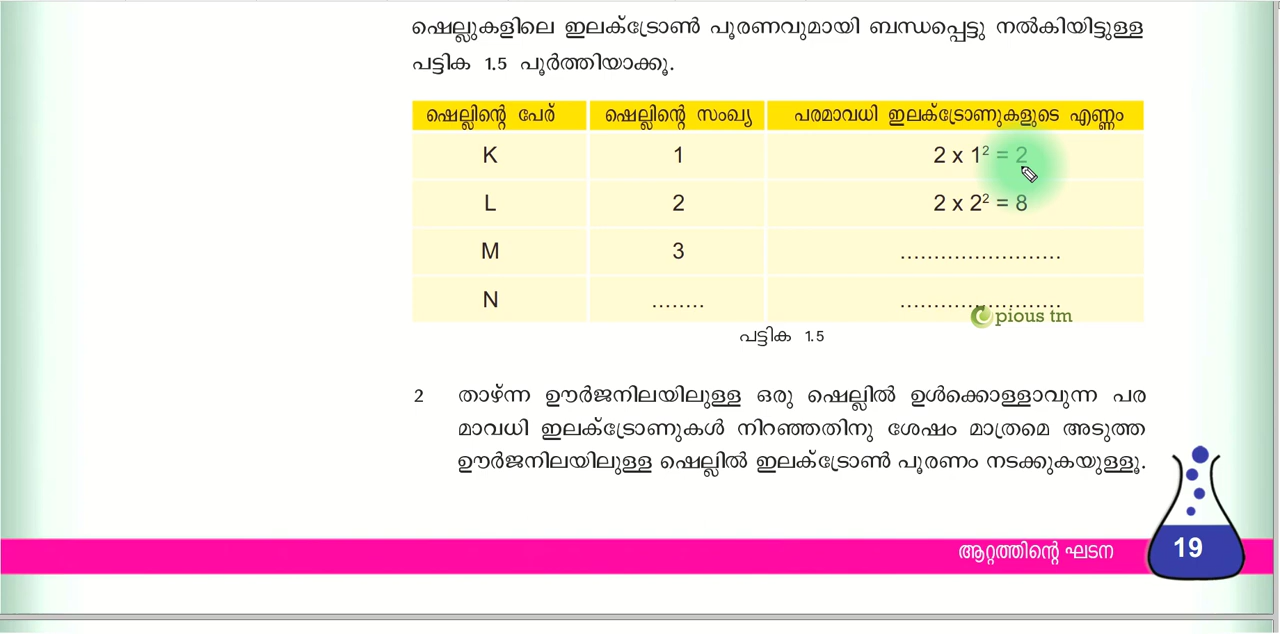 ഷെല്ലുകളിലെ ഇലക്ട്രോൺ പൂരണവുമായി ബന്ധപ്പെട്ടു നൽകിയിട്ടുള്ള
പട്ടിക 1.5 പൂർത്തിയാക്കൂ.
ഷെല്ലിന്റെ പേര് ഷെല്ലിന്റെ സംഖ്യ പരമാവധി ഇലക്ട്രോണുകളുടെ എണ്ണം
K 1 2 x 1² = 2
L 2 2 x 2² = 8
M 3 ........................
N ........ ........................
C pious tm
പട്ടിക 1.5
2 താഴ്ന്ന ഊർജനിലയിലുള്ള ഒരു ഷെല്ലിൽ ഉൾക്കൊള്ളാവുന്ന പര
മാവധി ഇലക്ട്രോണുകൾ നിറഞ്ഞതിനു ശേഷം മാത്രമെ അടുത്ത
ഊർജനിലയിലുള്ള ഷെല്ലിൽ ഇലക്ട്രോൺ പൂരണം നടക്കുകയുള്ളൂ.
ആറ്റത്തിന്റെ ഘടന 19